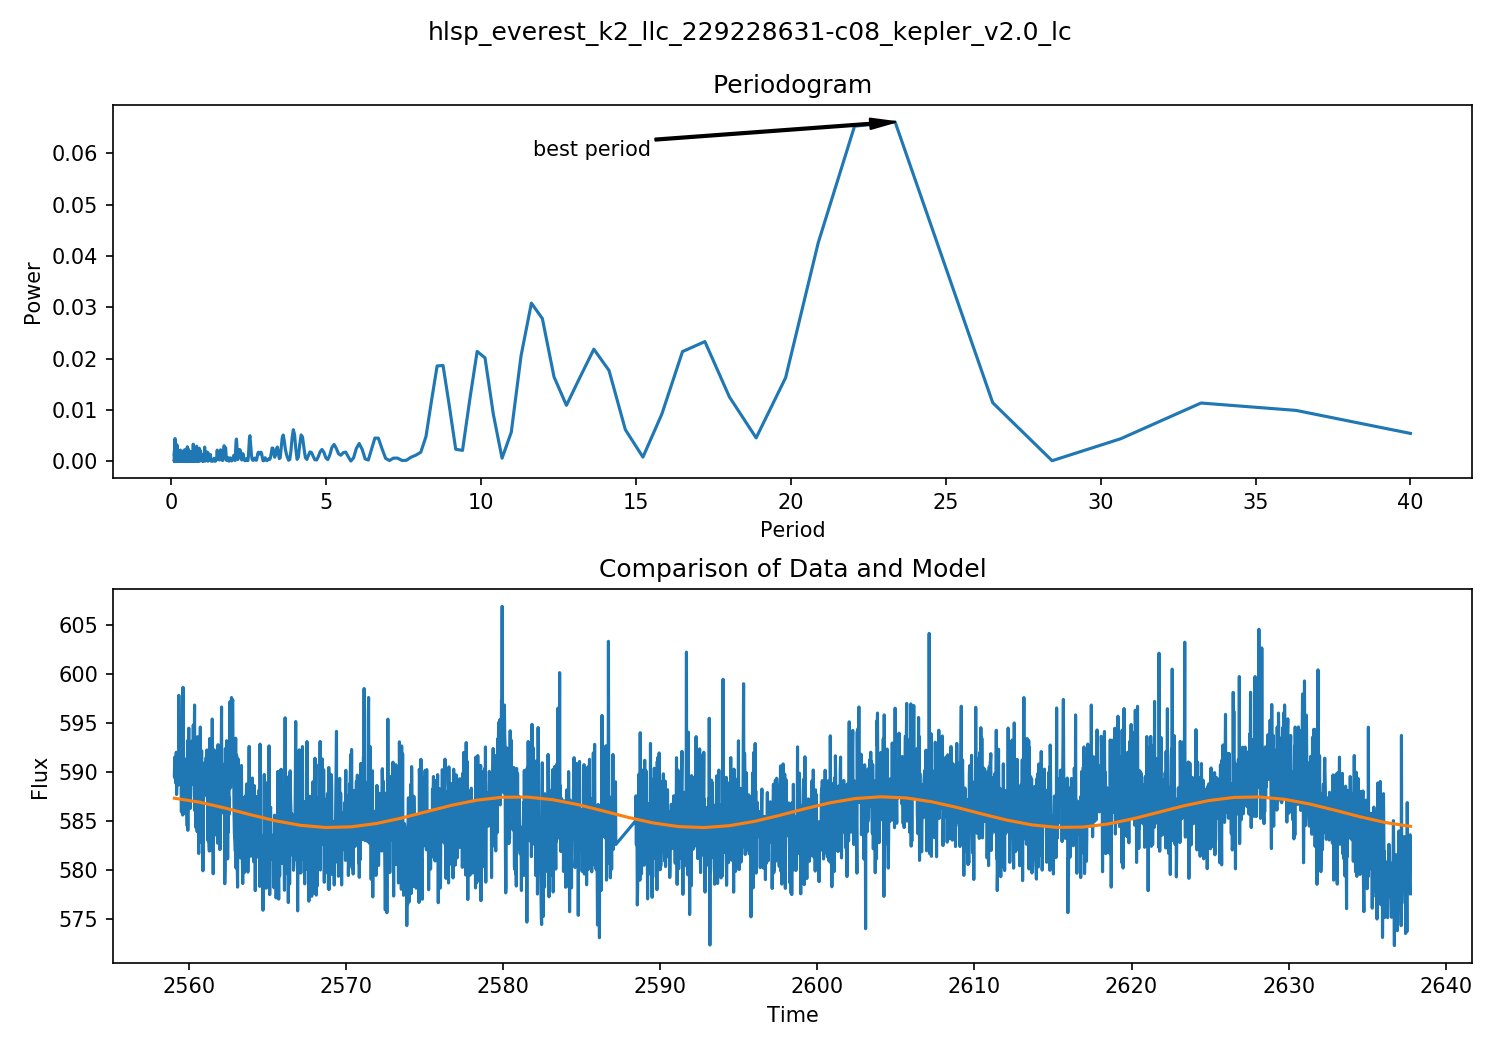 hlsp_everest_k2_llc_229228631-c08_kepler_v2.0_lc
Periodogram
best period
Power
0.06
0.05
0.04
0.03
0.02
0.01
0.00
0 5 10 15 20 25 30 35 40
Period
Comparison of Data and Model
Flux
605
600
595
590
585
580
575
2560 2570 2580 2590 2600 2610 2620 2630 2640
Time